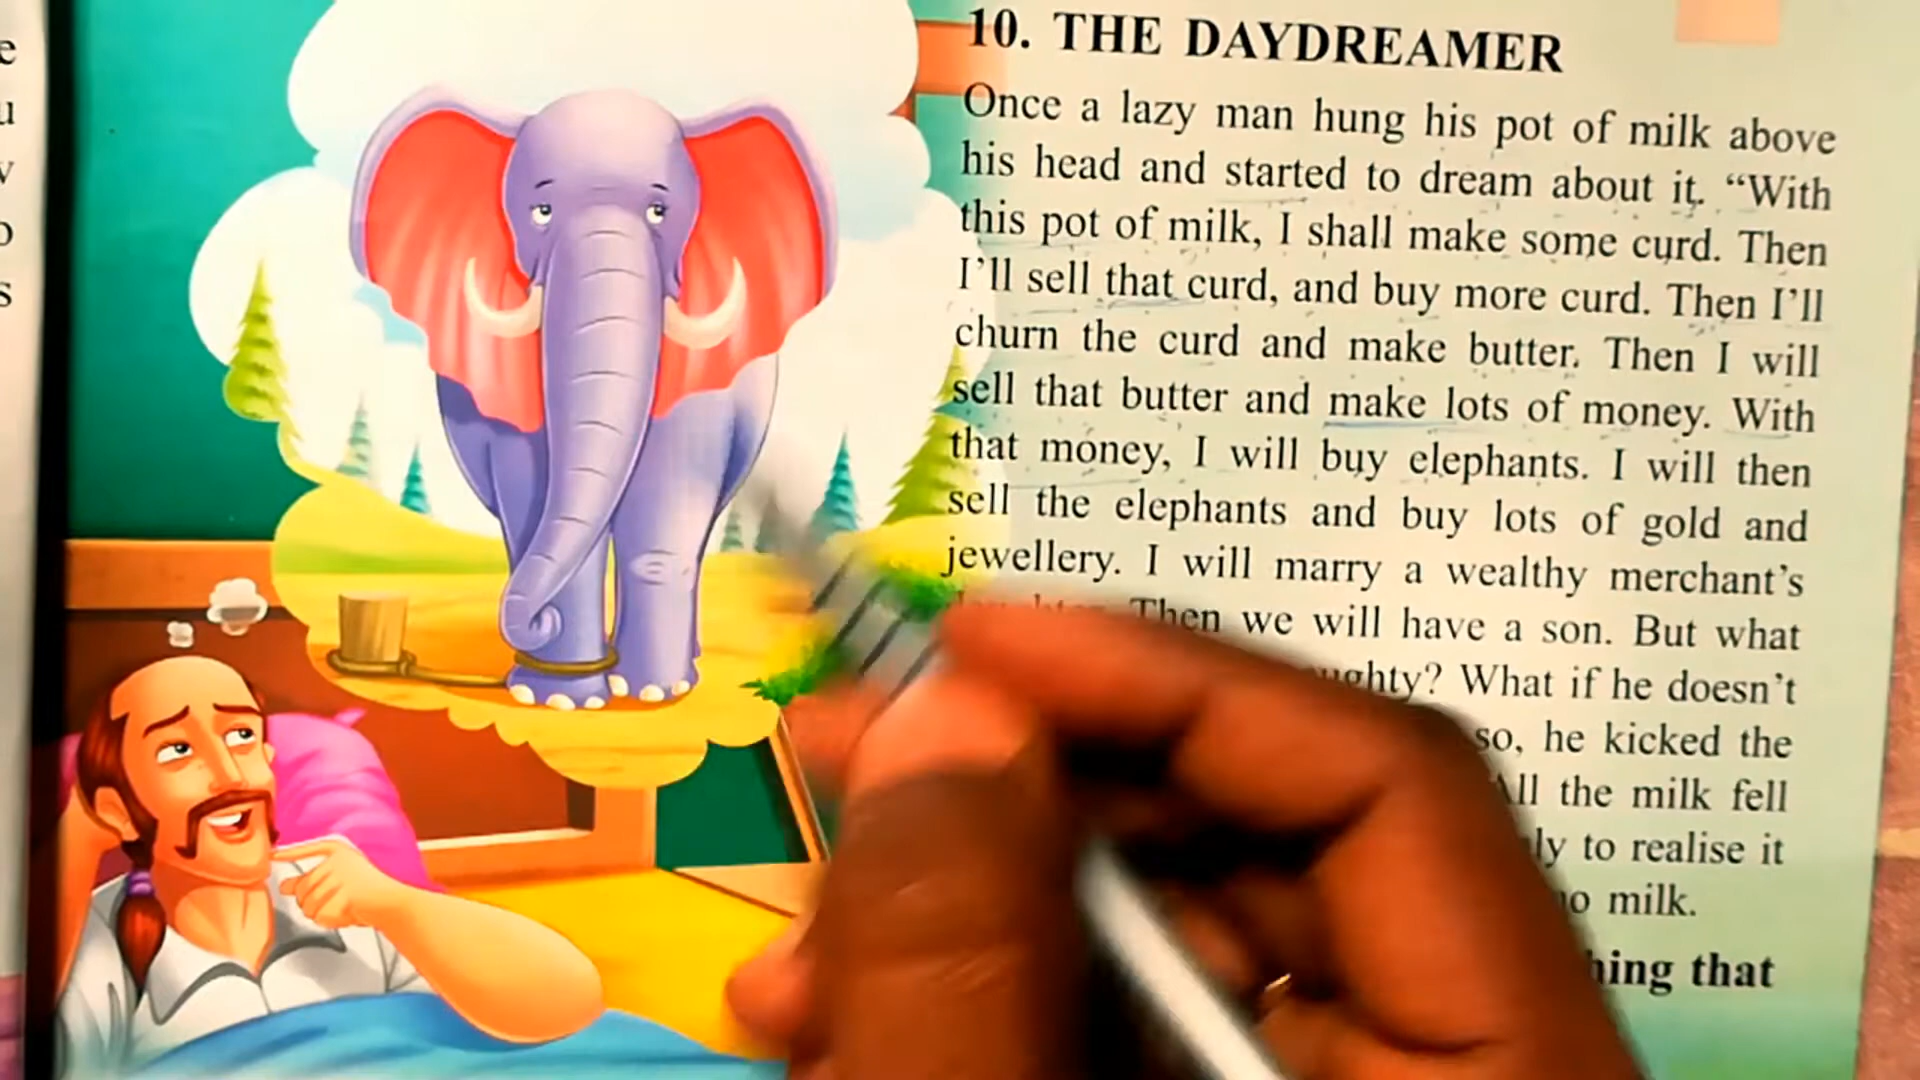 10. THE DAYDREAMER
Once a lazy man hung his pot of milk above
his head and started to dream about it. “With
this pot of milk, I shall make some curd. Then
I’ll sell that curd, and buy more curd. Then I’ll
churn the curd and make butter. Then I will
sell that butter and make lots of money. With
that money, I will buy elephants. I will then
sell the elephants and buy lots of gold and
jewellery. I will marry a wealthy merchant’s
Then we will have a son. But what
What if he doesn’t
so, he kicked the
the milk fell
to realise it
milk.
that